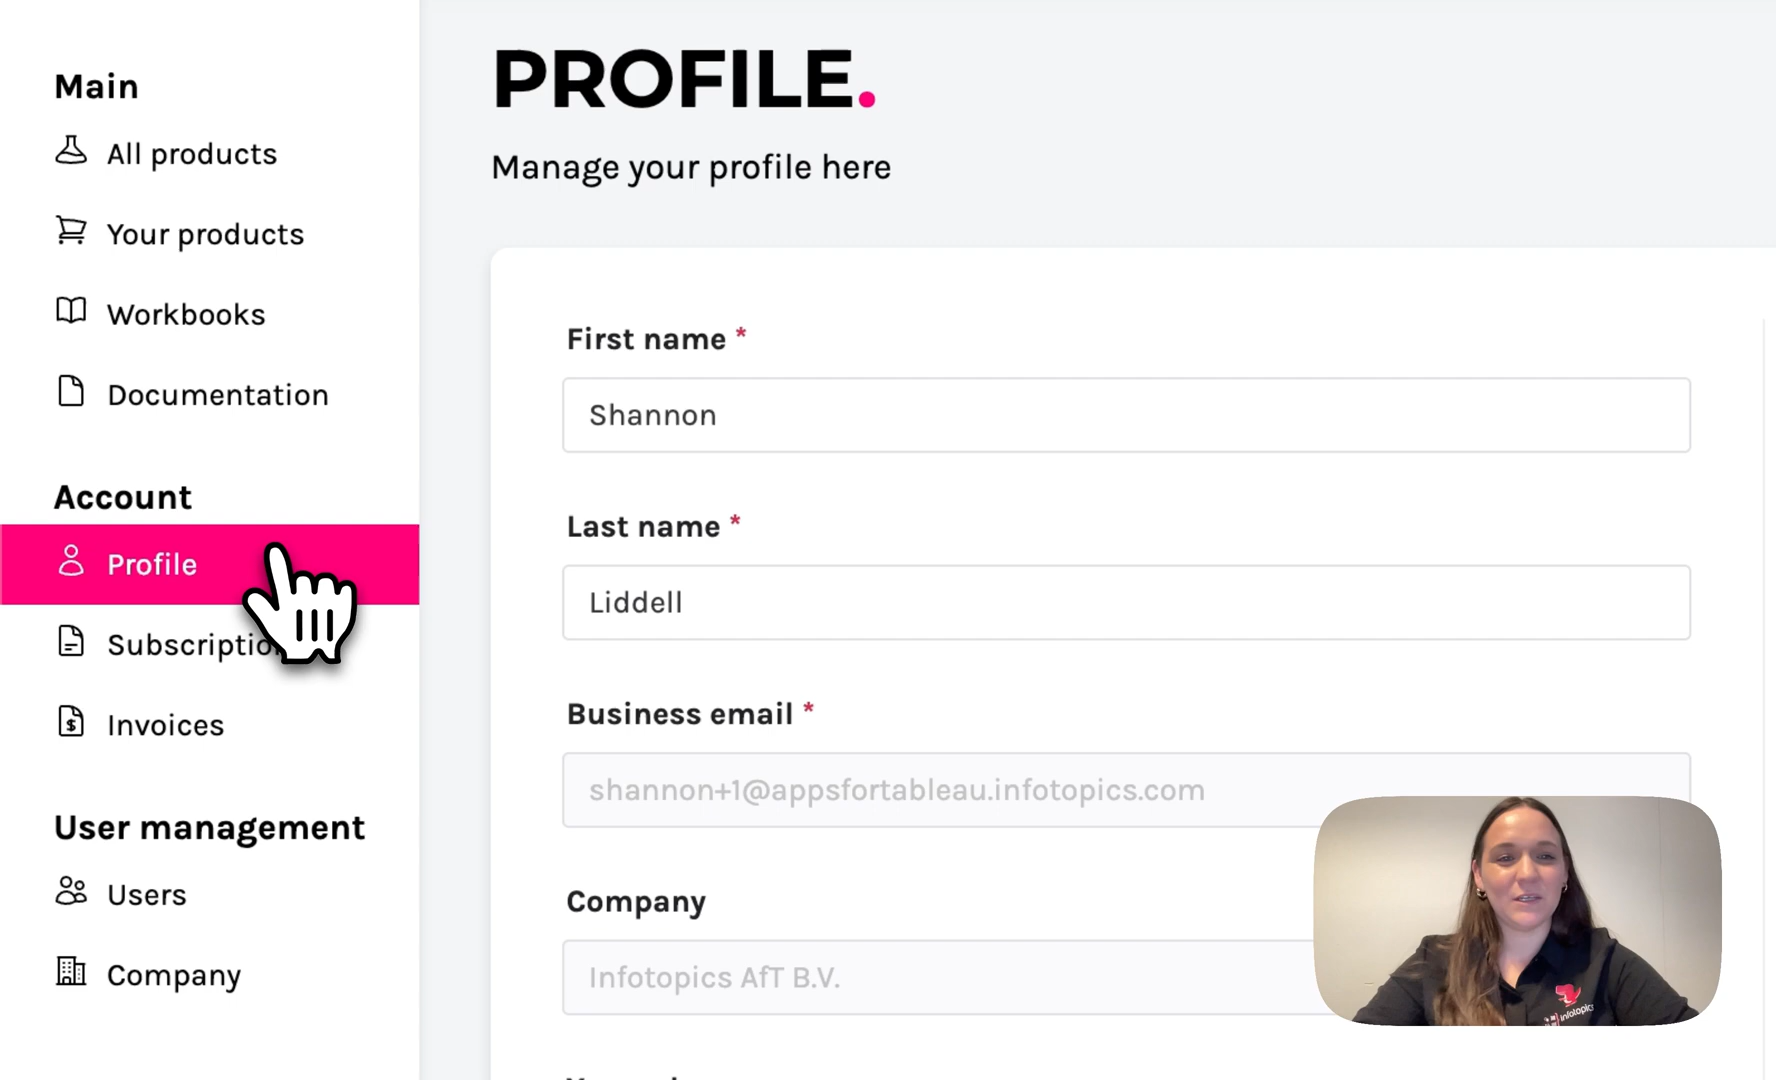 Main
All products
Your products
Workbooks
Documentation
Account
Profile
Invoices
User management
Users
Company
PROFILE.
Manage your profile here
First name *
Shannon
Last name *
Liddell
Business email *
shannon+1@appsfortableau.infotopics.com
Company
Infotopics AfT B.V.
infotopics